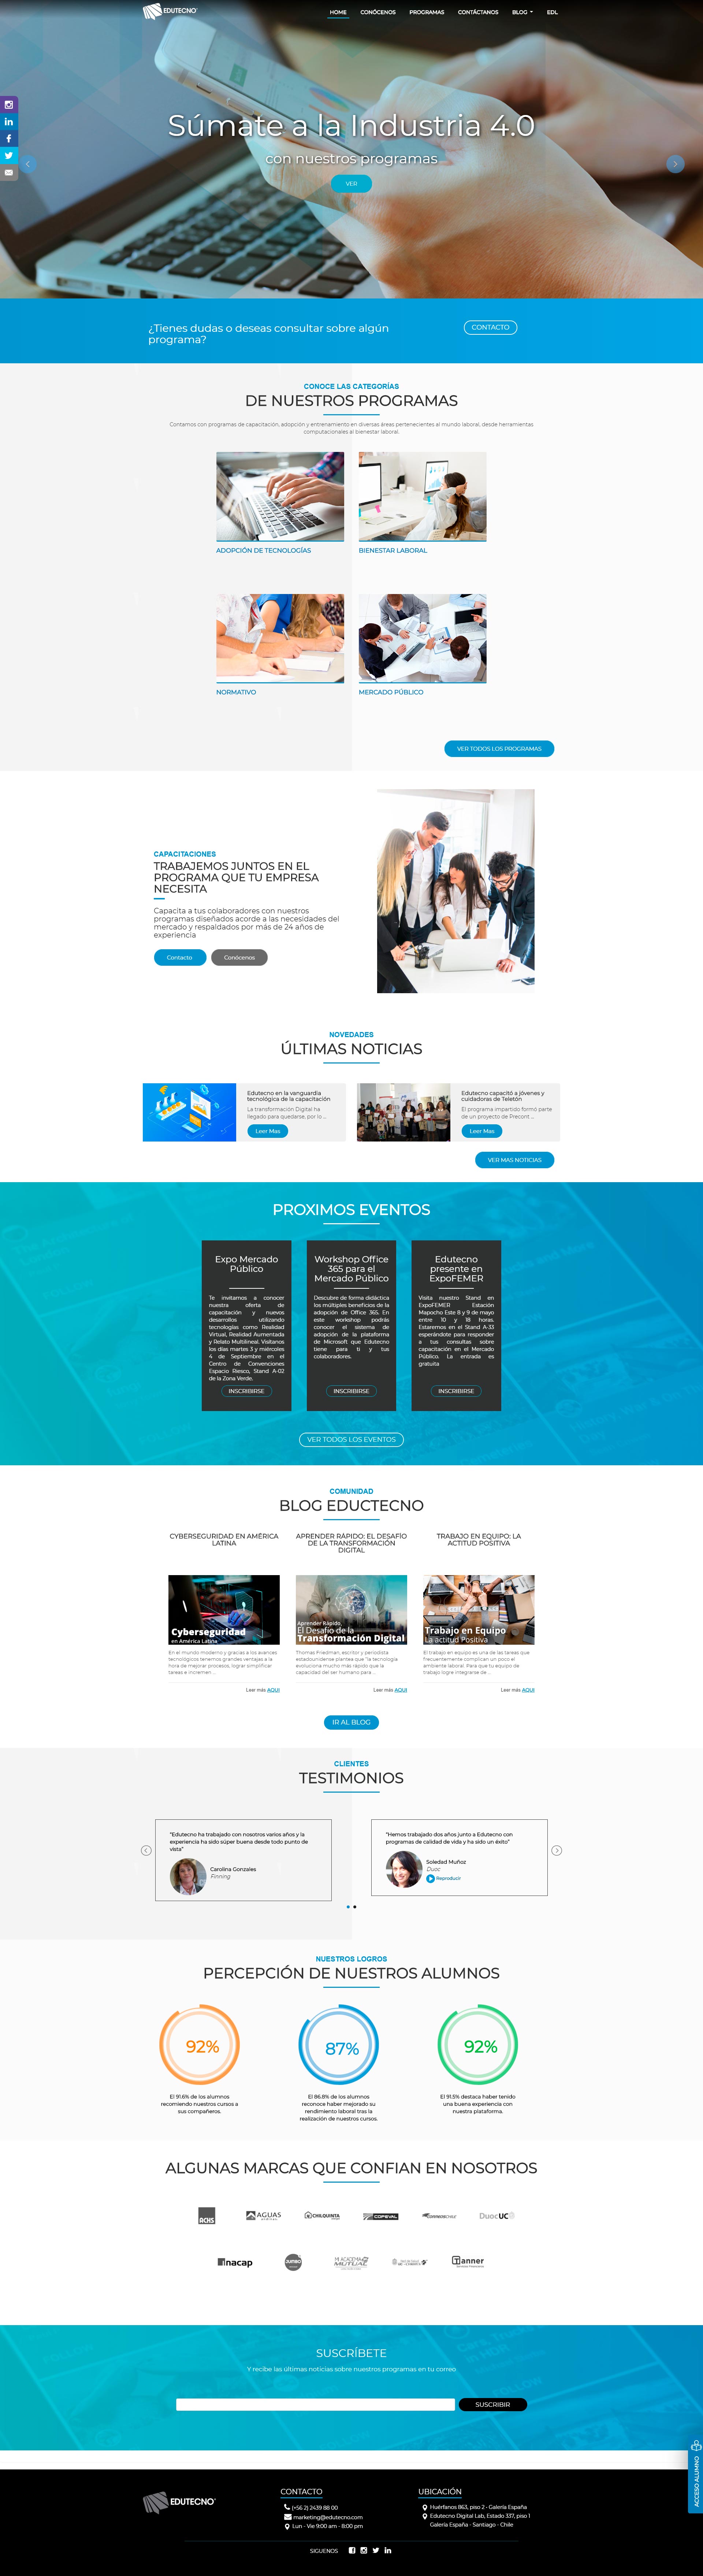 EDUTECNO
HOME CONÓCENOS PROGRAMAS CONTÁCTANOS BLOG EDL
Súmate a la Industria 4.0
con nuestros programas
VER
¿Tienes dudas o deseas consultar sobre algún
programa?
CONTACTO
CONOCE LAS CATEGORÍAS
DE NUESTROS PROGRAMAS
Contamos con programas de capacitación, adopción y entrenamiento en diversas áreas pertenecientes al mundo laboral, desde herramientas
computacionales al bienestar laboral.
ADOPCIÓN DE TECNOLOGÍAS
BIENESTAR LABORAL
NORMATIVO
MERCADO PÚBLICO
VER TODOS LOS PROGRAMAS
CAPACITACIONES
TRABAJEMOS JUNTOS EN EL
PROGRAMA QUE TU EMPRESA
NECESITA
Capacita a tus colaboradores con nuestros
programas diseñados acorde a las necesidades del
mercado y respaldados por más de 24 años de
experiencia
Contacto
Conócenos
NOVEDADES
ÚLTIMAS NOTICIAS
Edutecno en la vanguardia
tecnológica de la capacitación
La transformación Digital ha
llegado para quedarse, por lo ...
Leer Mas
Edutecno capacitó a jóvenes y
cuidadoras de Teletón
El programa impartido formó parte
de un proyecto de Precont ...
Leer Mas
VER MAS NOTICIAS
PROXIMOS EVENTOS
Expo Mercado
Público
Te invitamos a conocer
nuestra oferta de
capacitación y nuevos
desarrollos utilizando
tecnologías como Realidad
Virtual, Realidad Aumentada
y Relato Multilineal. Visítanos
los días martes 3 y miércoles
4 de Septiembre en el
Centro de Convenciones
Espacio Riesco, Stand A-02
de la Zona Verde.
INSCRIBIRSE
Workshop Office
365 para el
Mercado Público
Descubre de forma didáctica
los múltiples beneficios de la
adopción de Office 365. En
este workshop podrás
conocer el sistema de
adopción de la plataforma
de Microsoft que Edutecno
tiene para ti y tus
colaboradores.
INSCRIBIRSE
Edutecno
presente en
ExpoFEMER
Visita nuestro Stand en
ExpoFEMER Estación
Mapocho Este 8 y 9 de mayo
entre 10 y 18 horas.
Estaremos en el Stand A-33
esperándote para responder
a tus consultas sobre
capacitación en el Mercado
Público. La entrada es
gratuita
INSCRIBIRSE
VER TODOS LOS EVENTOS
COMUNIDAD
BLOG EDUCTECNO
CYBERSEGURIDAD EN AMÉRICA
LATINA
Cyberseguridad
en América Latina
En el mundo moderno y gracias a los avances
tecnológicos tenemos grandes ventajas a la
hora de mejorar procesos, lograr simplificar
tareas e incremen ...
Leer más AQUI
APRENDER RÁPIDO: EL DESAFÍO
DE LA TRANSFORMACIÓN
DIGITAL
Aprender Rápido,
El Desafío de la
Transformación Digital
Thomas Friedman, escritor y periodista
estadounidense plantea que "la tecnología
evoluciona mucho más rápido que la
capacidad del ser humano para ...
Leer más AQUI
TRABAJO EN EQUIPO: LA
ACTITUD POSITIVA
Trabajo en Equipo
La actitud Positiva
El trabajo en equipo es una de las tareas que
frecuentemente complican un poco el
ambiente laboral. Para que tu equipo de
trabajo logre integrarse de ...
Leer más AQUI
IR AL BLOG
CLIENTES
TESTIMONIOS
"Edutecno ha trabajado con nosotros varios años y la
experiencia ha sido súper buena desde todo punto de
vista"
Carolina Gonzales
Finning
"Hemos trabajado dos años junto a Edutecno con
programas de calidad de vida y ha sido un éxito"
Soledad Muñoz
Duoc
Reproducir
NUESTROS LOGROS
PERCEPCIÓN DE NUESTROS ALUMNOS
92%
El 91.6% de los alumnos
recomiendo nuestros cursos a
sus compañeros.
87%
El 86.8% de los alumnos
reconoce haber mejorado su
rendimiento laboral tras la
realización de nuestros cursos.
92%
El 91.5% destaca haber tenido
una buena experiencia con
nuestra plataforma.
ALGUNAS MARCAS QUE CONFIAN EN NOSOTROS
ACHS AGUAS CHILQUINTA COPEVAL DuocUC
inacap JUMBO MI ACADEMIA MUTUAL Tanner
SUSCRÍBETE
Y recibe las últimas noticias sobre nuestros programas en tu correo
SUSCRIBIR
ACCESO ALUMNO
EDUTECNO
CONTACTO
(+56 2) 2439 88 00
marketing@edutecno.com
Lun - Vie 9:00 am - 8:00 pm
UBICACIÓN
Huérfanos 863, piso 2 - Galería España
Edutecno Digital Lab, Estado 337, piso 1
Galería España - Santiago - Chile
SIGUENOS